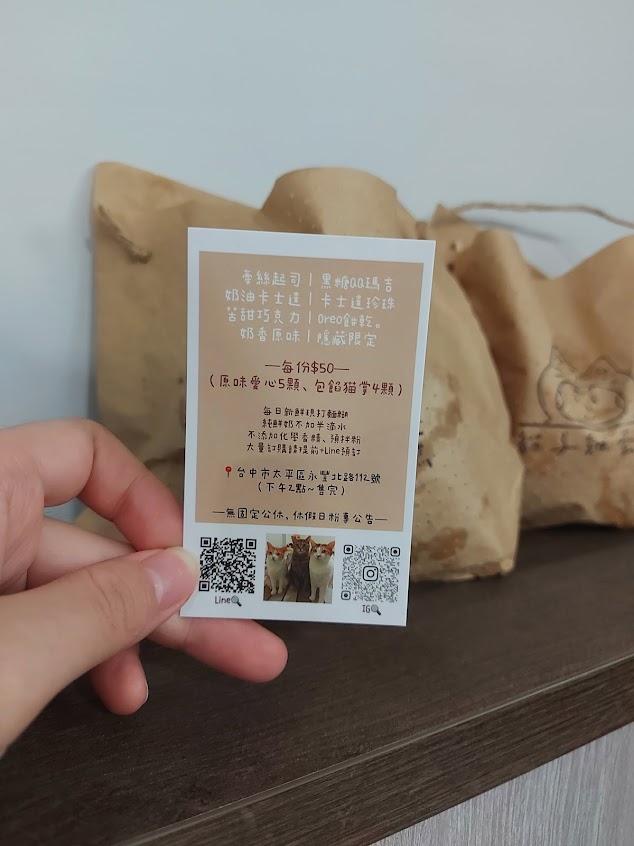 牽絲起司｜黑糖QQ瑪吉
奶油卡士達｜卡士達珍珠
苦甜巧克力｜Oreo餅乾。
奶香原味｜隱藏限定
—每份$50—
(原味愛心5顆、包餡貓掌4顆)
每日新鮮現打麵糊
純鮮奶不加半滴水
不添加化學香精、預拌粉
大量訂購請提前+Line預訂
台中市太平區永豐北路112號
(下午2點~售完)
—無固定公休、休假日粉專公告—
Line
IG